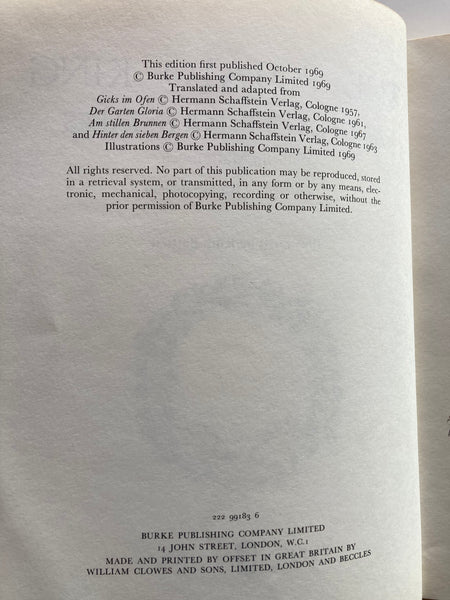 This edition first published October 1969
© Burke Publishing Company Limited 1969
Translated and adapted from
Gicks im Ofen © Hermann Schaffstein Verlag, Cologne 1957,
Der Garten Gloria © Hermann Schaffstein Verlag, Cologne 1961,
Am stillen Brunnen © Hermann Schaffstein Verlag, Cologne 1967
and Hinter den sieben Bergen © Hermann Schaffstein Verlag, Cologne 1963
Illustrations © Burke Publishing Company Limited 1969
All rights reserved. No part of this publication may be reproduced, stored
in a retrieval system, or transmitted, in any form or by any means, elec-
tronic, mechanical, photocopying, recording or otherwise, without the
prior permission of Burke Publishing Company Limited.
222 99183 6
BURKE PUBLISHING COMPANY LIMITED
14 JOHN STREET, LONDON, W.C.1
MADE AND PRINTED BY OFFSET IN GREAT BRITAIN BY
WILLIAM CLOWES AND SONS, LIMITED, LONDON AND BECCLES